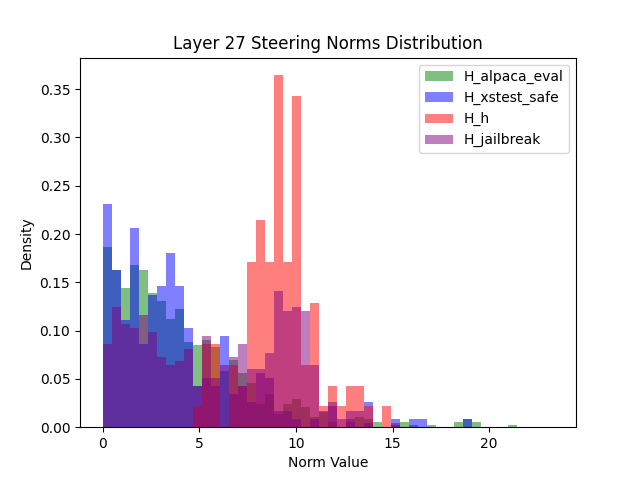 Layer 27 Steering Norms Distribution
H_alpaca_eval
H_xstest_safe
H_h
H_jailbreak
0.35
0.30
0.25
0.20
0.15
0.10
0.05
0.00
Density
0 5 10 15 20
Norm Value